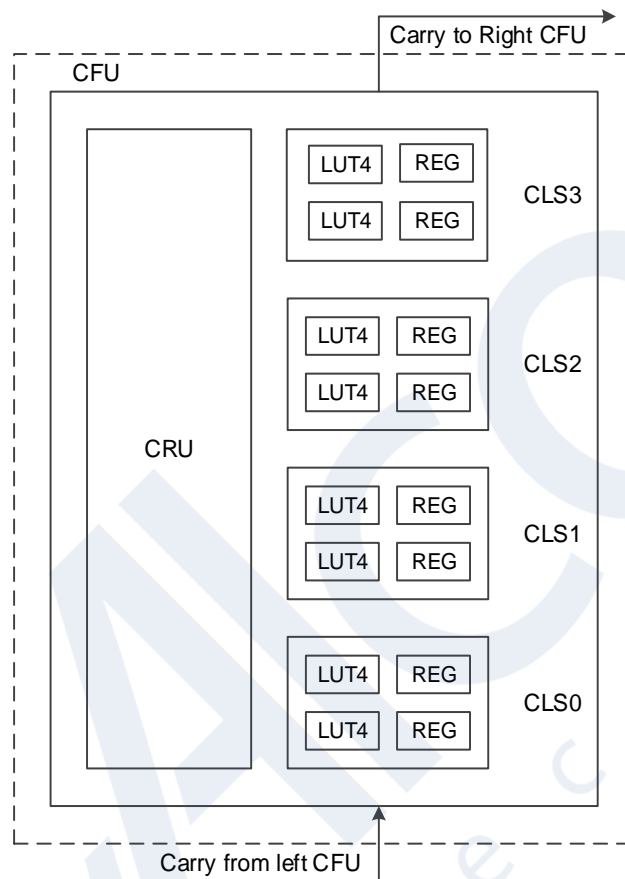 Carry to Right CFU
CFU
LUT4 REG
CLS3
LUT4 REG
LUT4 REG
CLS2
LUT4 REG
CRU
LUT4 REG
CLS1
LUT4 REG
LUT4 REG
CLS0
LUT4 REG
Carry from left CFU